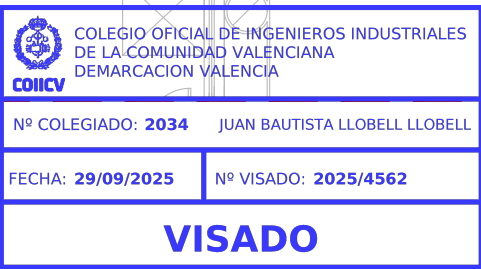 COLEGIO OFICIAL DE INGENIEROS INDUSTRIALES
DE LA COMUNIDAD VALENCIANA
DEMARCACION VALENCIA
COIICV
Nº COLEGIADO: 2034 JUAN BAUTISTA LLOBELL LLOBELL
FECHA: 29/09/2025 Nº VISADO: 2025/4562
VISADO